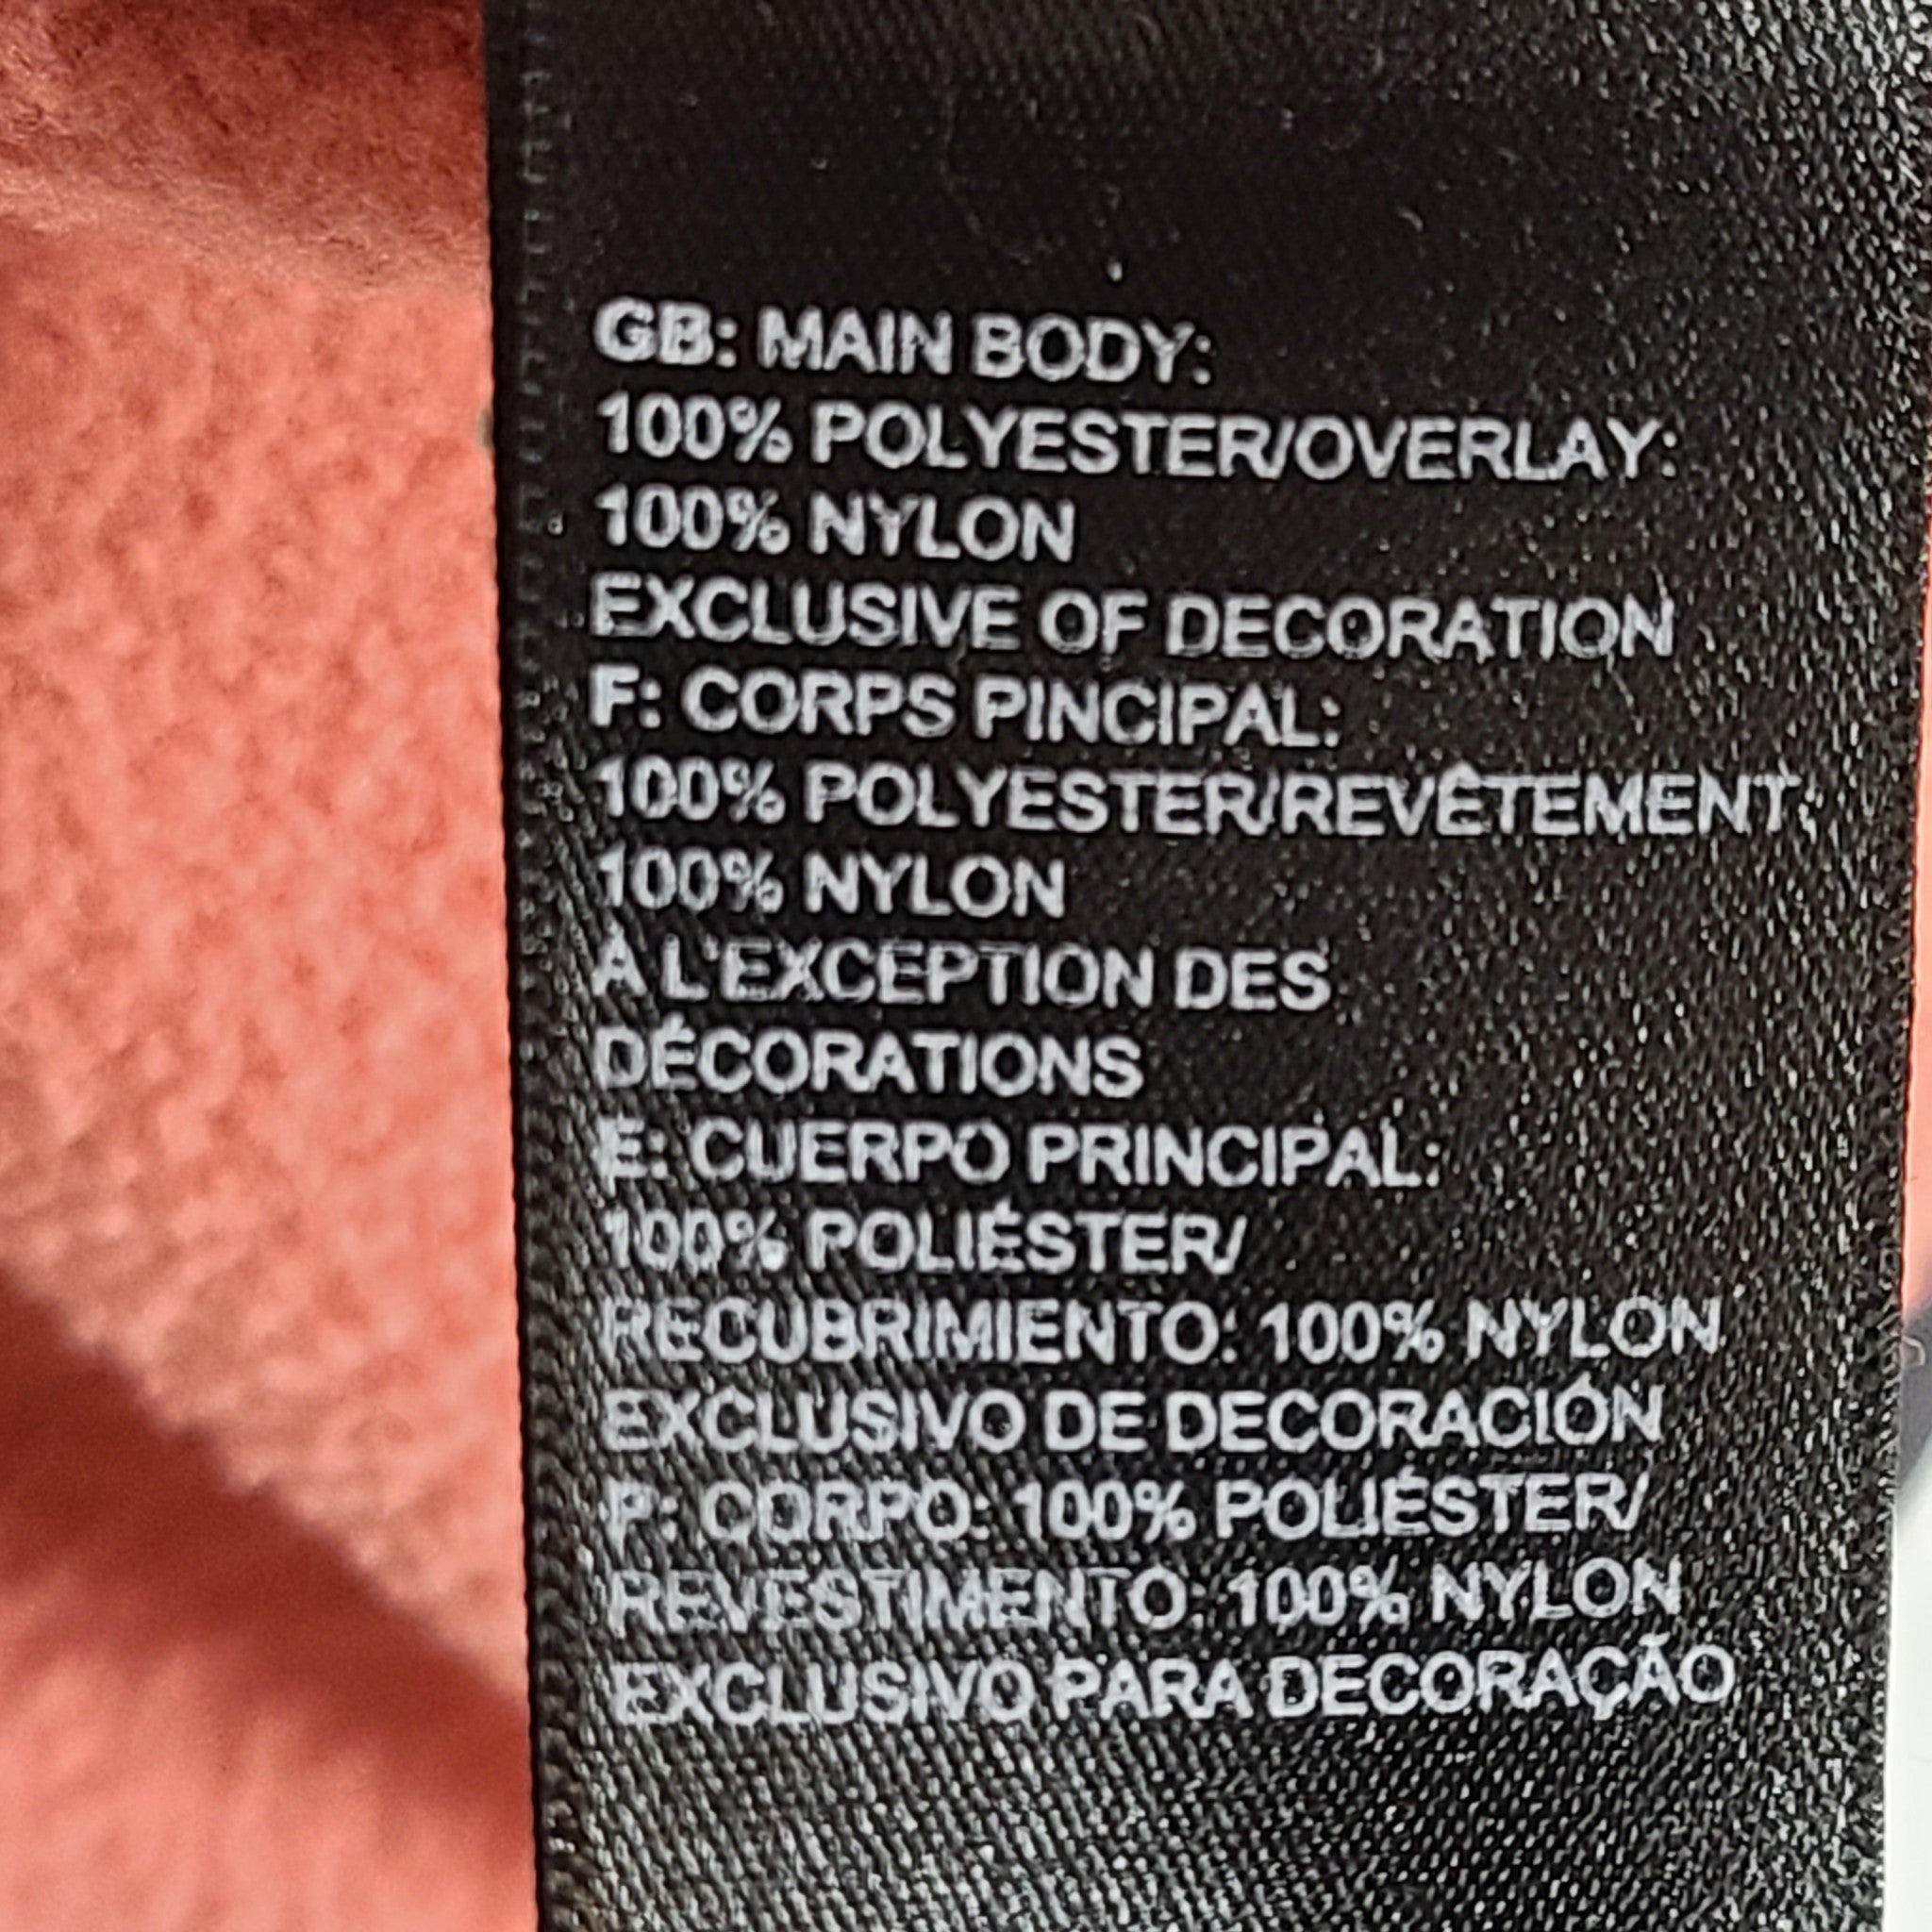 GB: MAIN BODY:
100% POLYESTER/OVERLAY:
100% NYLON
EXCLUSIVE OF DECORATION
F: CORPS PINCIPAL:
100% POLYESTER/REVÊTEMENT:
100% NYLON
À L'EXCEPTION DES
DÉCORATIONS
E: CUERPO PRINCIPAL:
100% POLIÉSTER/
RECUBRIMIENTO: 100% NYLON
EXCLUSIVO DE DECORACIÓN
P: CORPO: 100% POLIÉSTER/
REVESTIMENTO: 100% NYLON
EXCLUSIVO PARA DECORAÇÃO